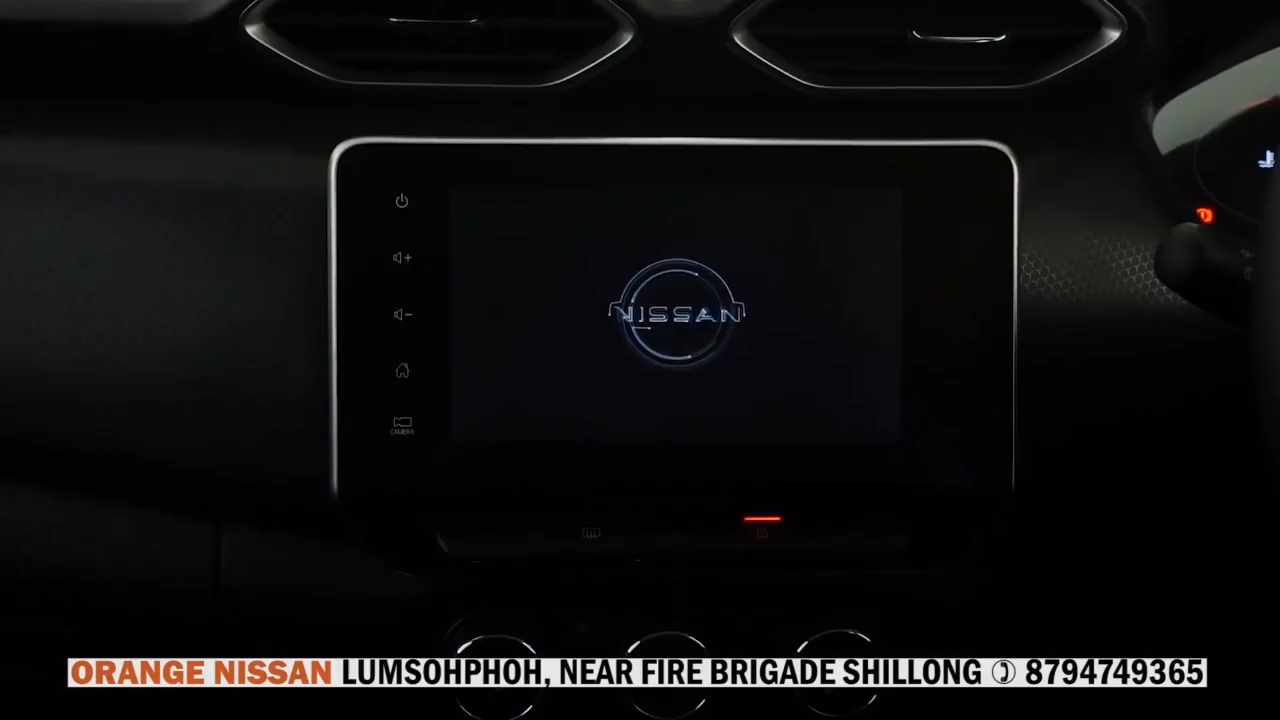 NISSAN
CAMERA
ORANGE NISSAN LUMSOHPHOH, NEAR FIRE BRIGADE SHILLONG ✆ 8794749365